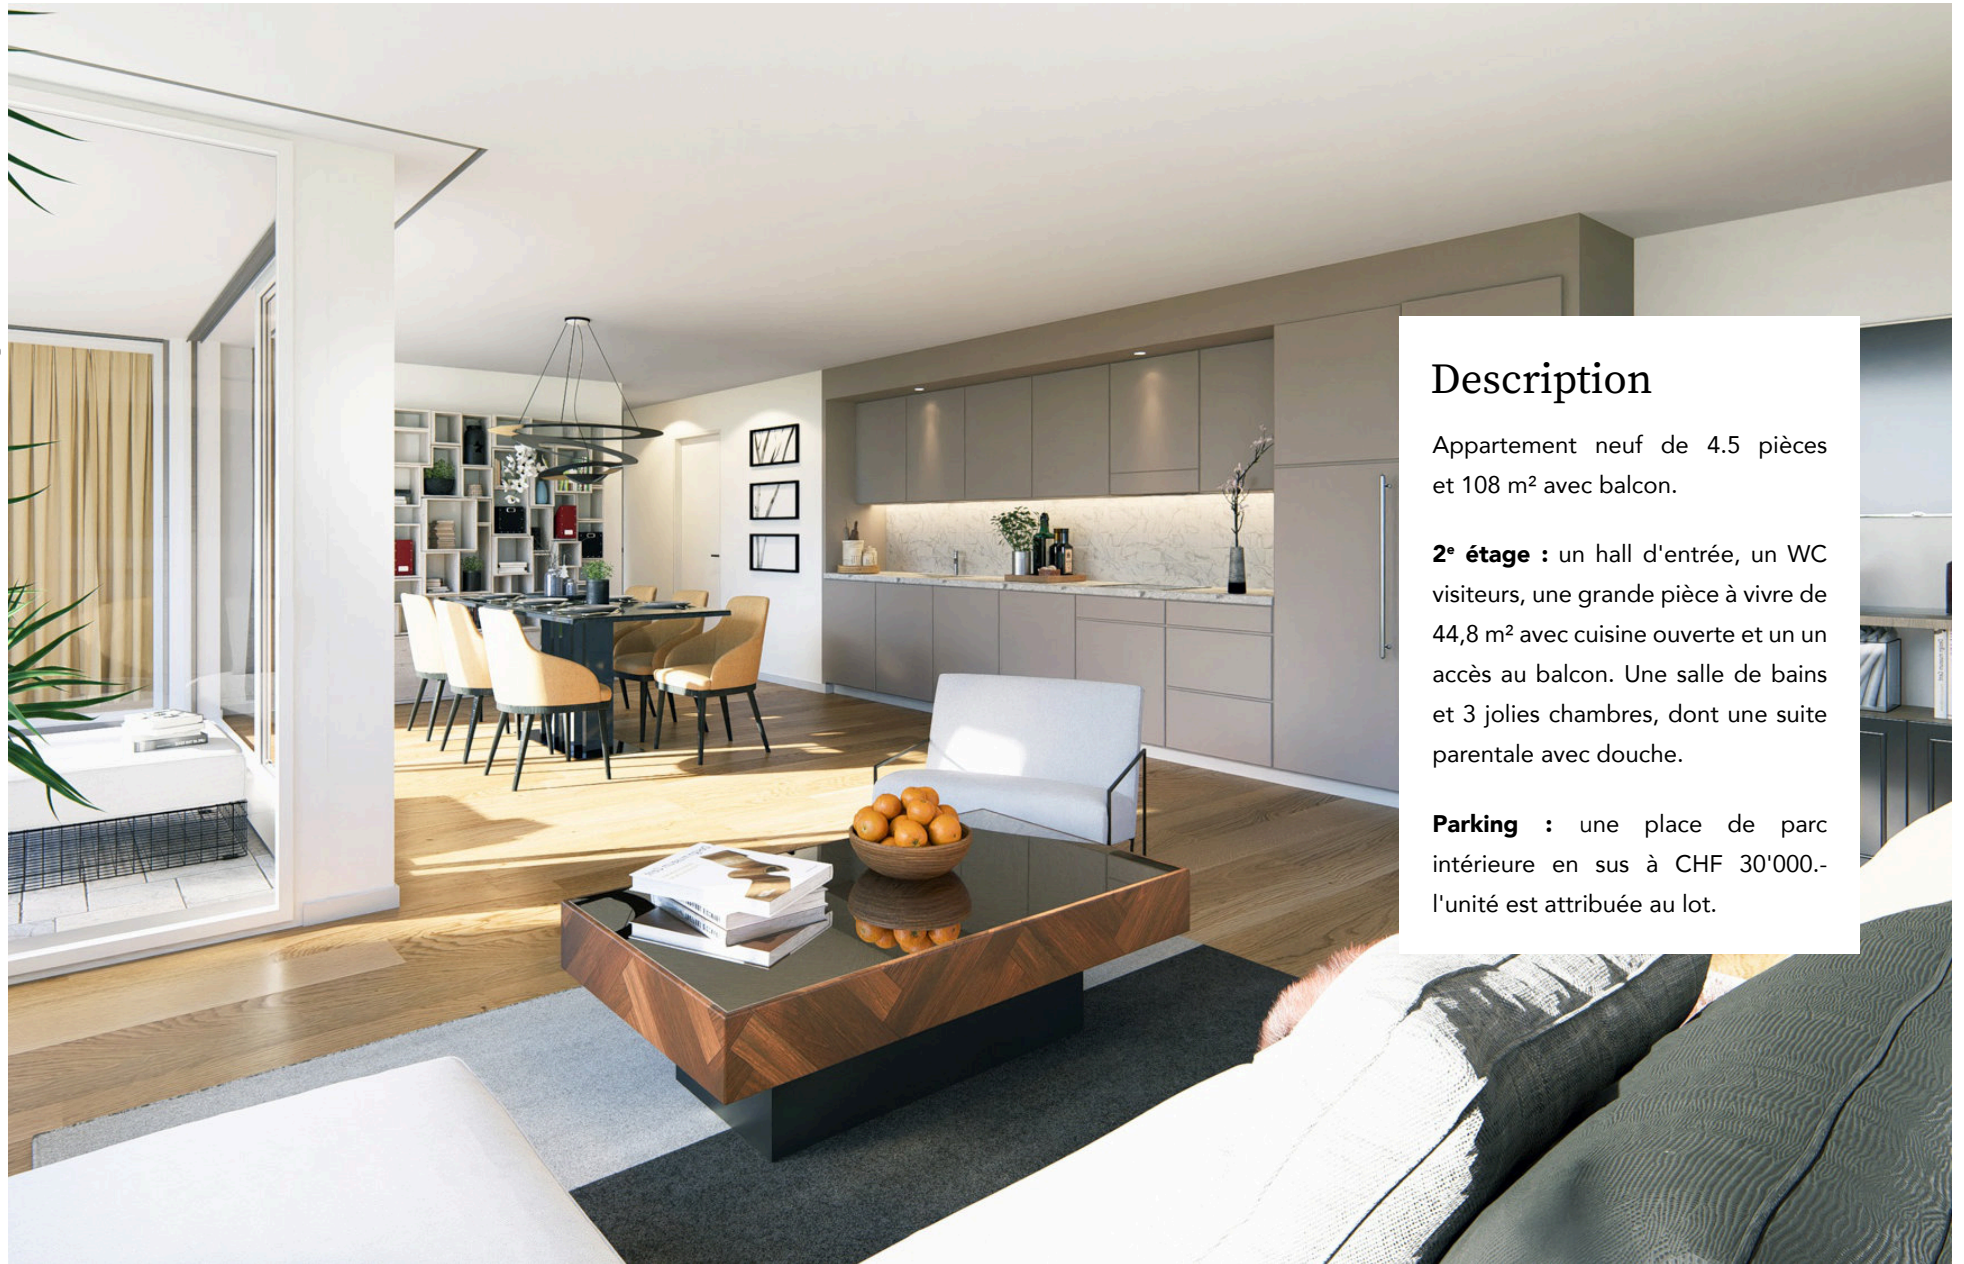 Description
Appartement neuf de 4.5 pièces
et 108 m² avec balcon.
2ᵉ étage : un hall d'entrée, un WC
visiteurs, une grande pièce à vivre de
44,8 m² avec cuisine ouverte et un un
accès au balcon. Une salle de bains
et 3 jolies chambres, dont une suite
parentale avec douche.
Parking : une place de parc
intérieure en sus à CHF 30'000.-
l'unité est attribuée au lot.